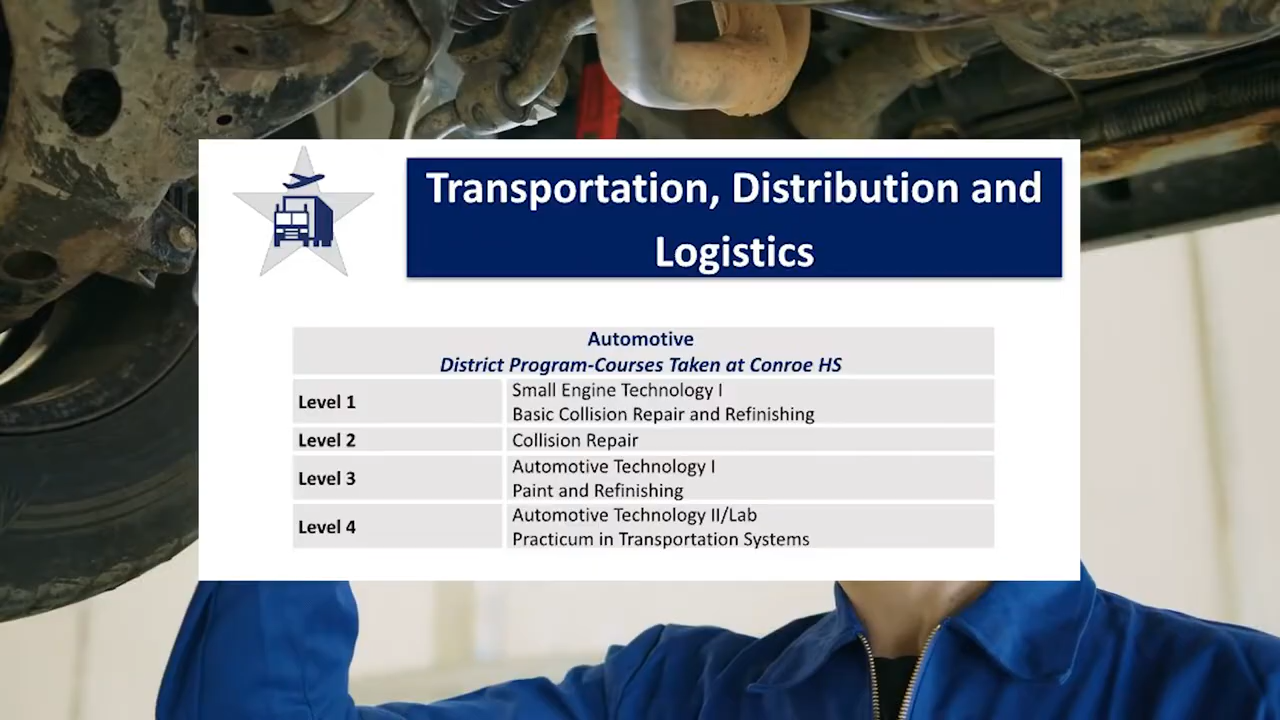 Transportation, Distribution and
Logistics
Automotive
District Program-Courses Taken at Conroe HS
Level 1
Small Engine Technology I
Basic Collision Repair and Refinishing
Level 2
Collision Repair
Level 3
Automotive Technology I
Paint and Refinishing
Level 4
Automotive Technology II/Lab
Practicum in Transportation Systems